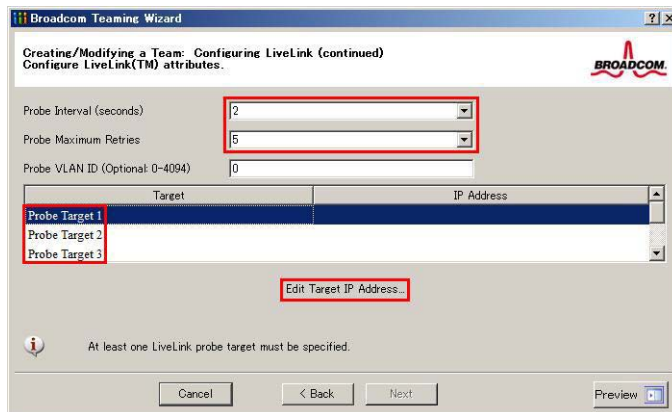 Broadcom Teaming Wizard
Creating/Modifying a Team: Configuring LiveLink (continued)
Configure LiveLink(TM) attributes.
BROADCOM.
Probe Interval (seconds) 2
Probe Maximum Retries 5
Probe VLAN ID (Optional: 0-4094) 0
Target IP Address
Probe Target 1
Probe Target 2
Probe Target 3
Edit Target IP Address...
At least one LiveLink probe target must be specified.
Cancel < Back Next Preview